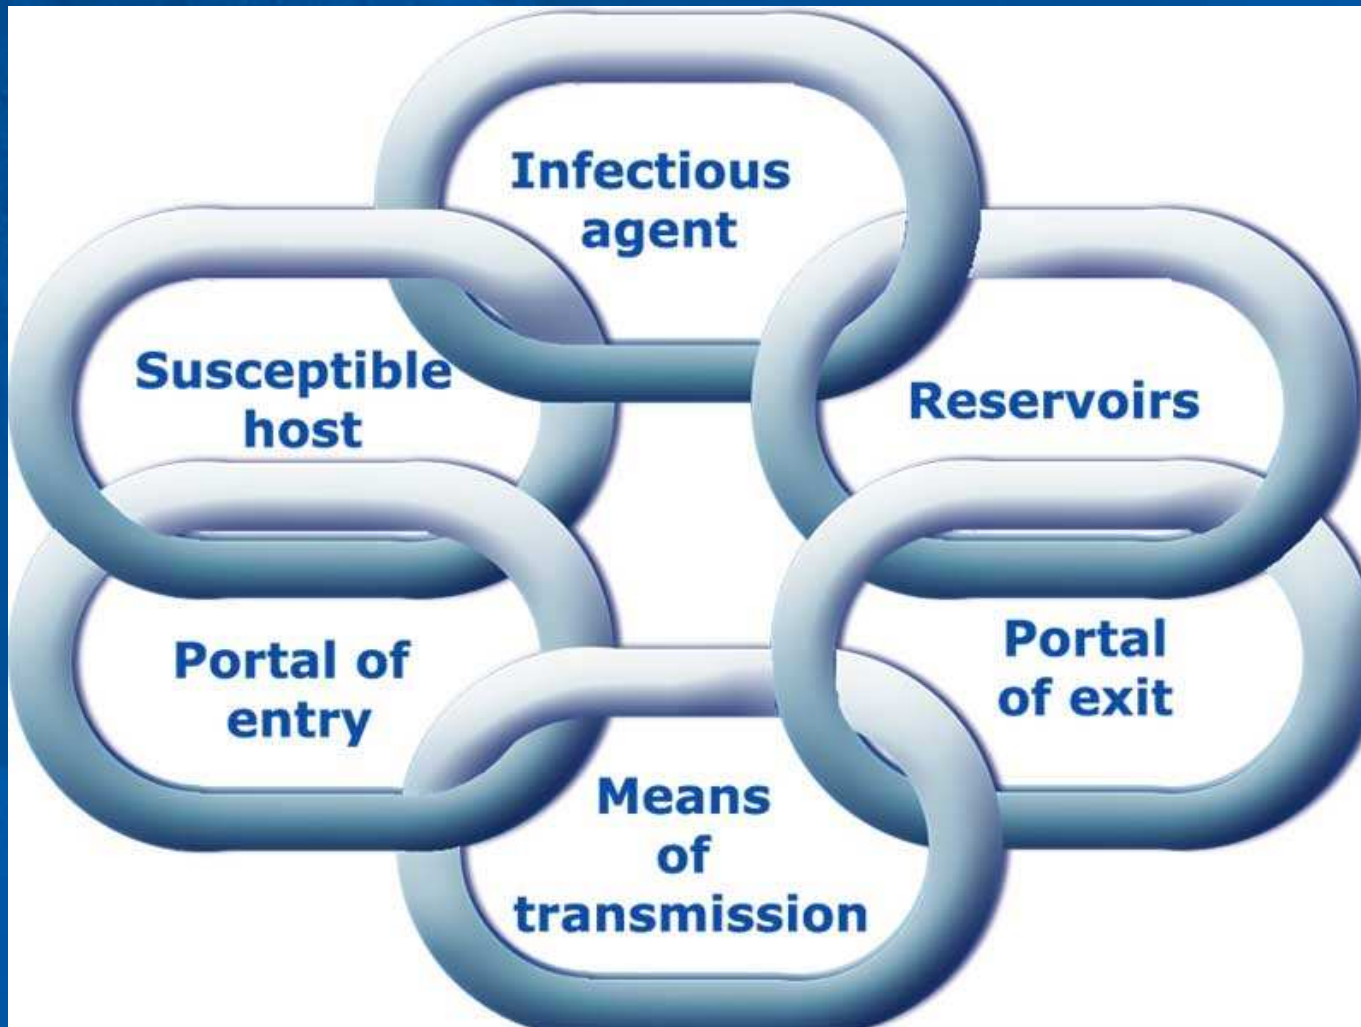 Infectious
agent
Reservoirs
Portal
of exit
Means
of
transmission
Portal of
entry
Susceptible
host